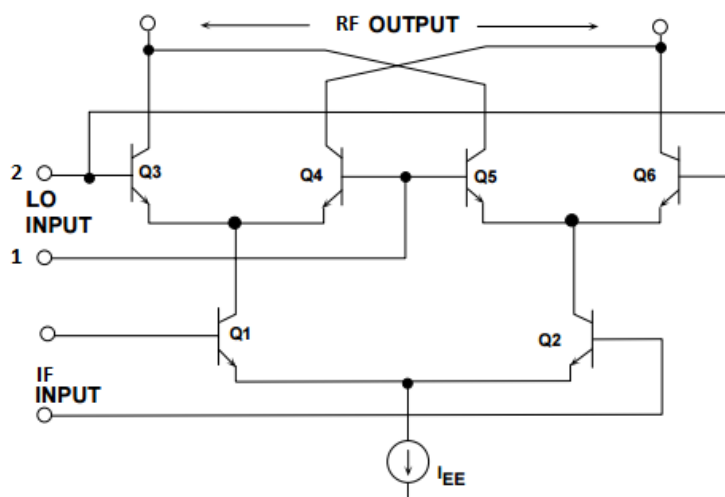 RF OUTPUT
2
Q3
Q4
Q5
Q6
LO
INPUT
1
Q1
Q2
IF
INPUT
IEE